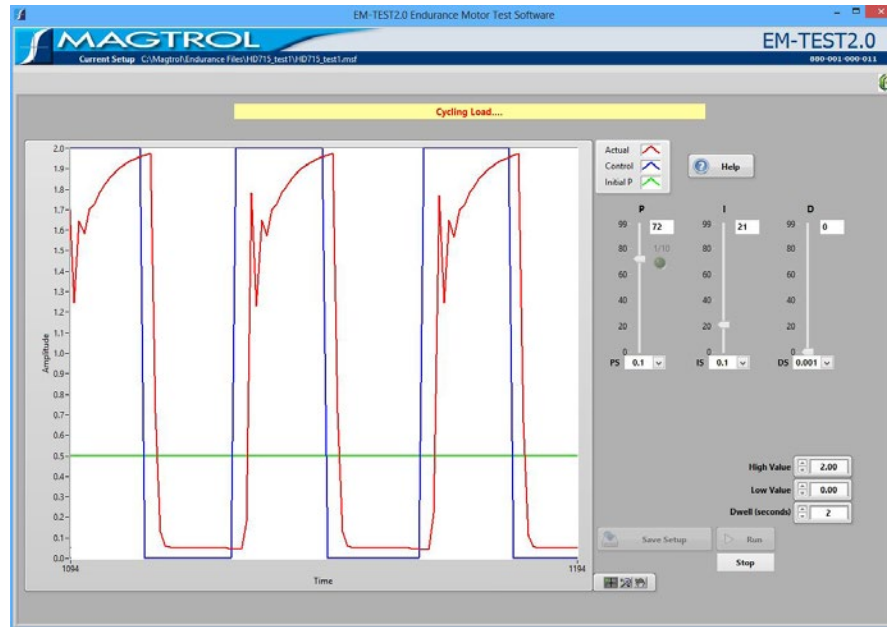 EM-TEST2.0 Endurance Motor Test Software
MAGTROL
EM-TEST2.0
Current Setup C:\Magtrol\Endurance Files\HD715_test1\HD715_test1.msf
880-001-000-011
Cycling Load....
2.0
1.9
1.8
1.7
1.6
1.5
1.4
1.3
1.2
1.1
1.0
0.9
0.8
0.7
0.6
0.5
0.4
0.3
0.2
0.1
0.0
Amplitude
1094
1194
Time
Actual
Control
Initial P
Help
P
I
D
99
72
99
21
99
0
80
1/10
80
80
60
60
60
40
40
40
20
20
20
0
0
0
PS 0.1
IS 0.1
DS 0.001
High Value 2.00
Low Value 0.00
Dwell (seconds) 2
Save Setup
Run
Stop